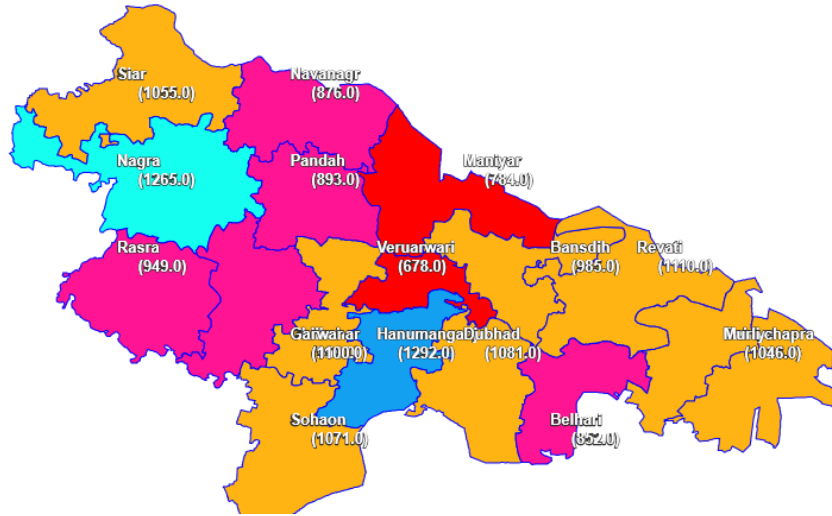 Siar
(1055.0)
Navanagr
(876.0)
Nagra
(1265.0)
Pandah
(893.0)
Maniyar
(784.0)
Rasra
(949.0)
Veruarwari
(678.0)
Bansdih
(985.0)
Revati
(1110.0)
(1100.0)
Hanumanga
(1292.0)
Dubhad
(1081.0)
Murlychapra
(1046.0)
Sohaon
(1071.0)
Belhari
(852.0)